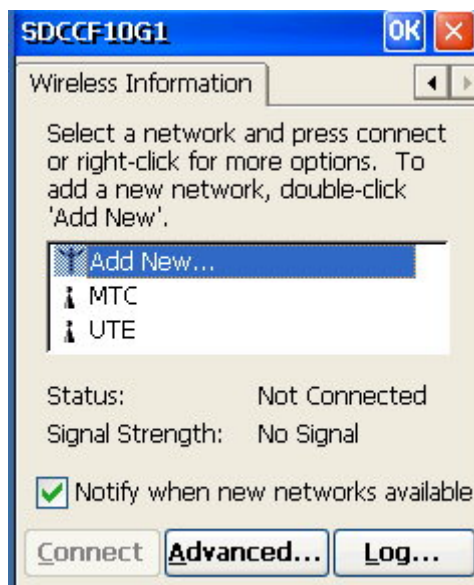 SDCCF10G1 OK
Wireless Information
Select a network and press connect
or right-click for more options. To
add a new network, double-click
'Add New'.
Add New...
MTC
UTE
Status: Not Connected
Signal Strength: No Signal
Notify when new networks available
Connect Advanced... Log...